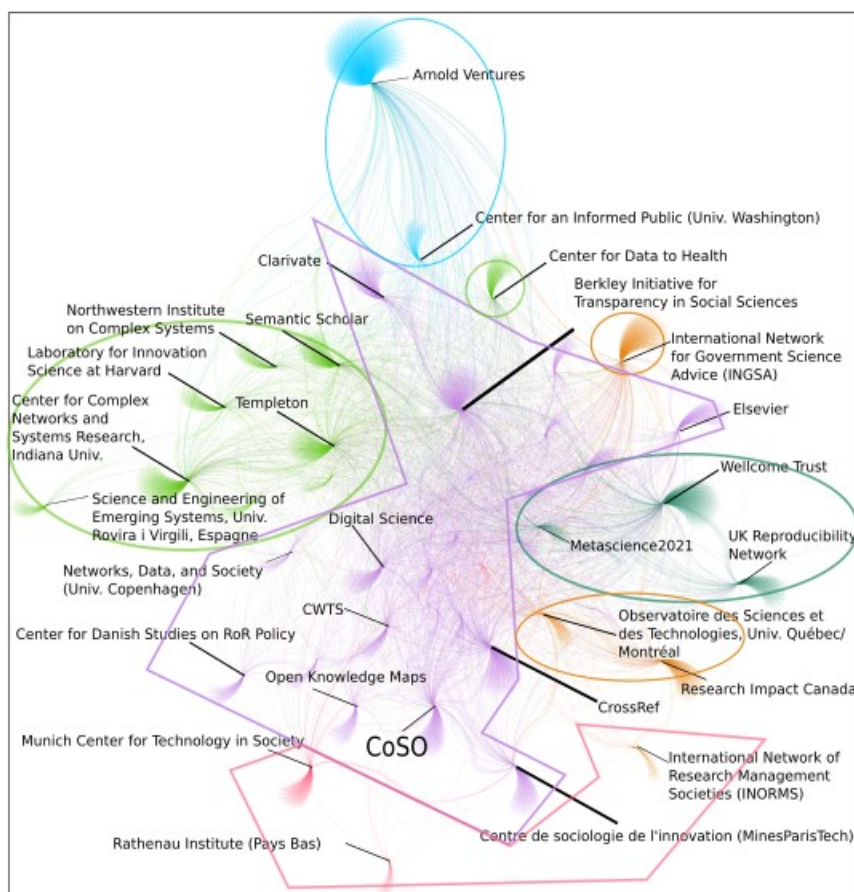 Arnold Ventures
Center for an Informed Public (Univ. Washington)
Clarivate
Center for Data to Health
Berkley Initiative for
Transparency in Social Sciences
Northwestern Institute
on Complex Systems
Semantic Scholar
International Network
for Government Science
Advice (INGSA)
Laboratory for Innovation
Science at Harvard
Templeton
Elsevier
Center for Complex
Networks and
Systems Research,
Indiana Univ.
Wellcome Trust
Science and Engineering of
Emerging Systems, Univ.
Rovira i Virgili, Espagne
Digital Science
Metascience2021
UK Reproducibility
Network
Networks, Data, and Society
(Univ. Copenhagen)
CWTS
Observatoire des Sciences et
des Technologies, Univ. Québec/
Montréal
Center for Danish Studies on RoR Policy
Open Knowledge Maps
Research Impact Canada
CrossRef
CoSO
Munich Center for Technology in Society
International Network of
Research Management
Societies (INORMS)
Centre de sociologie de l'innovation (MinesParisTech)
Rathenau Institute (Pays Bas)